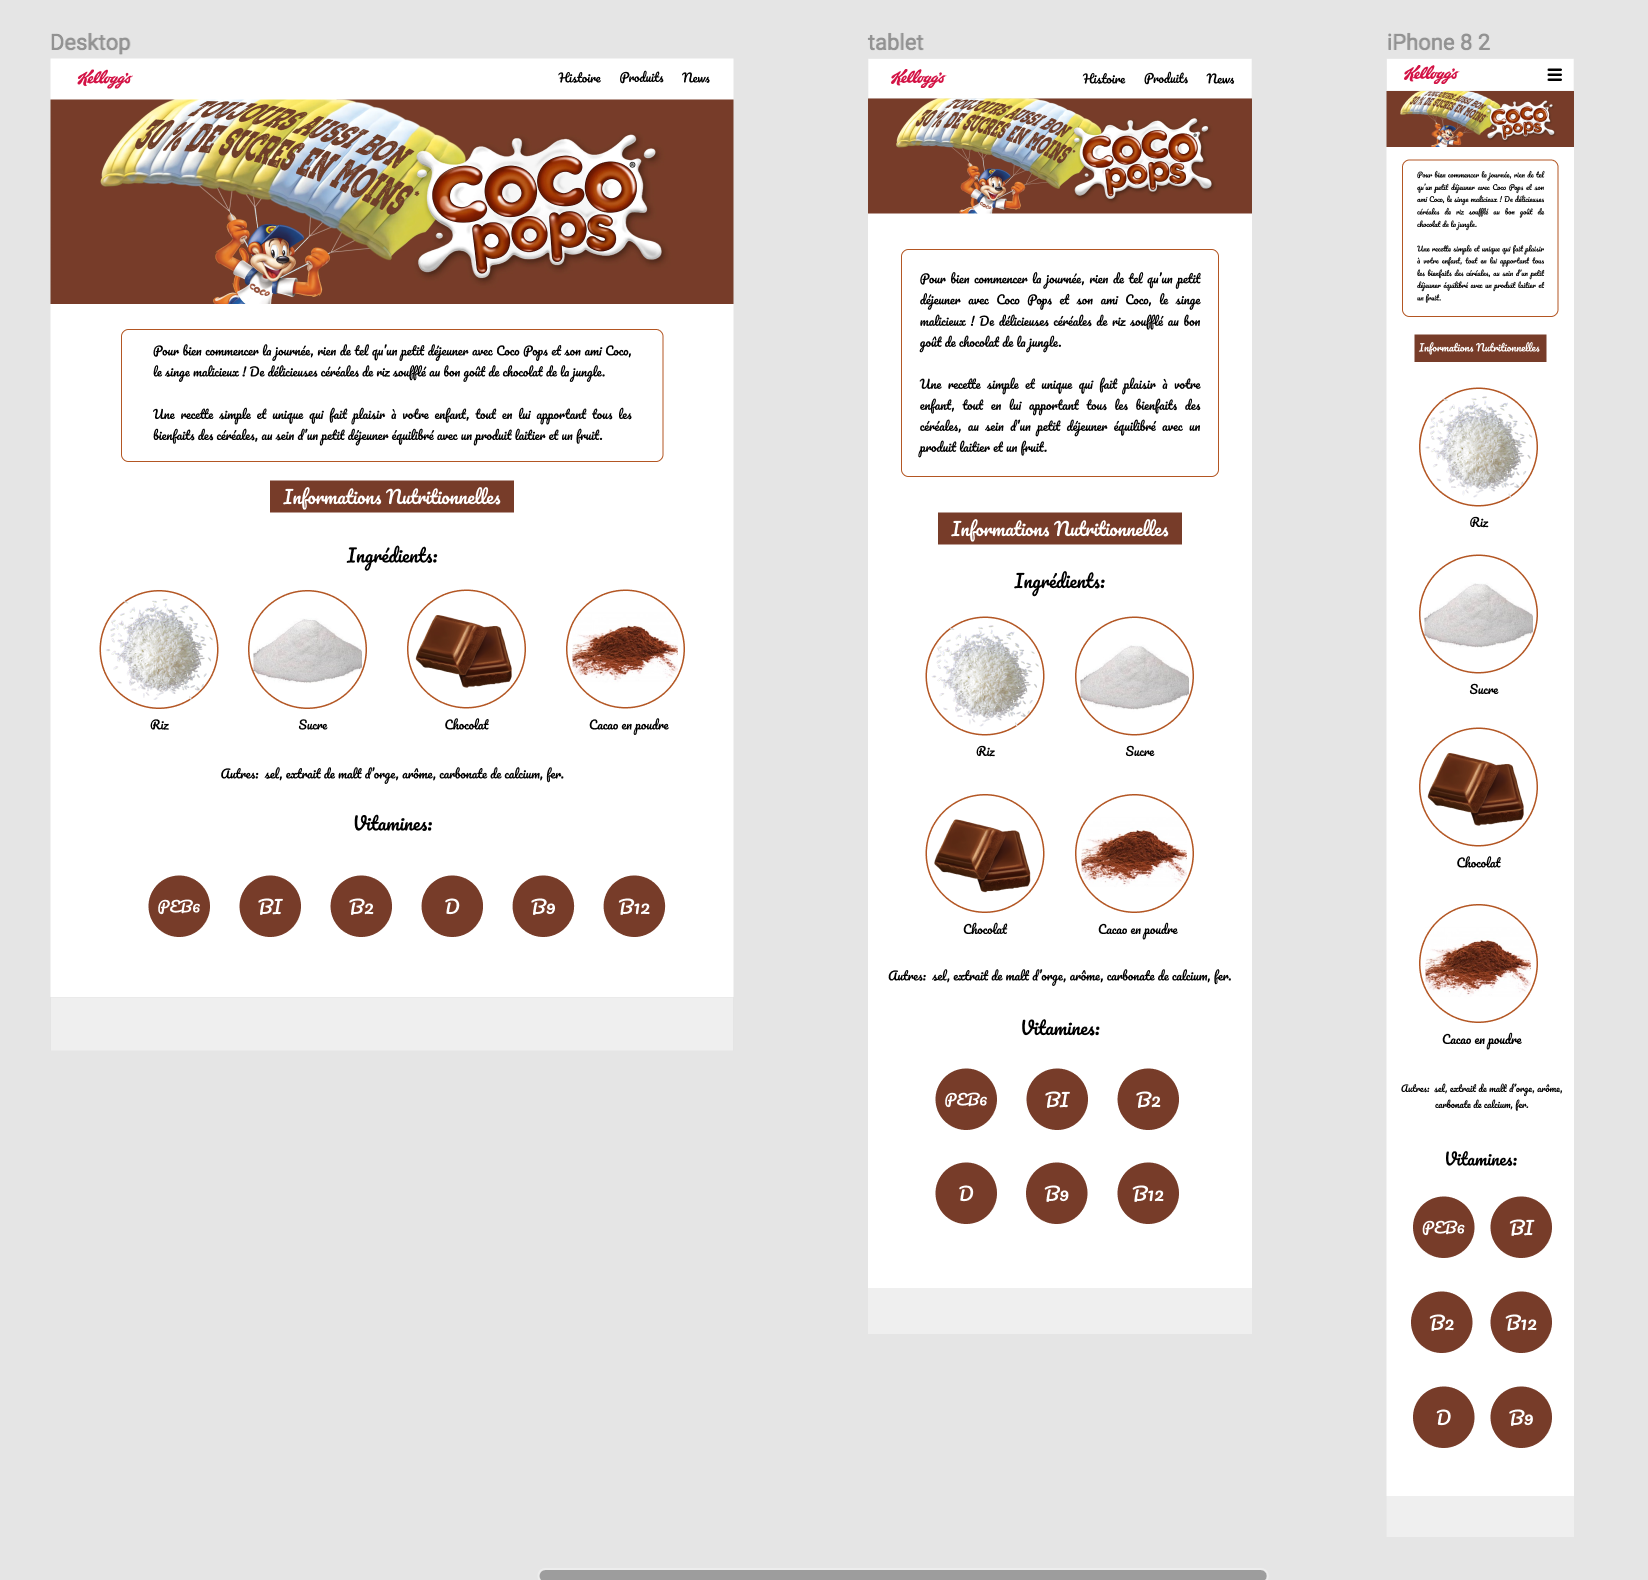 Desktop
Kellogg's
Histoire Produits News
TOUJOURS AUSSI BON
30% DE SUCRES EN MOINS*
COCO
pops
COCO
Pour bien commencer la journée, rien de tel qu'un petit déjeuner avec Coco Pops et son ami Coco,
le singe malicieux ! De délicieuses céréales de riz soufflé au bon goût de chocolat de la jungle.
Une recette simple et unique qui fait plaisir à votre enfant, tout en lui apportant tous les
bienfaits des céréales, au sein d'un petit déjeuner équilibré avec un produit laitier et un fruit.
Informations Nutritionnelles
Ingrédients:
Riz Sucre Chocolat Cacao en poudre
Autres: sel, extrait de malt d'orge, arôme, carbonate de calcium, fer.
Vitamines:
PEB6 BI B2 D B9 B12
tablet
Kellogg's
Histoire Produits News
TOUJOURS AUSSI BON
30% DE SUCRES EN MOINS*
COCO
pops
COCO
Pour bien commencer la journée, rien de tel qu'un petit
déjeuner avec Coco Pops et son ami Coco, le singe
malicieux ! De délicieuses céréales de riz soufflé au bon
goût de chocolat de la jungle.
Une recette simple et unique qui fait plaisir à votre
enfant, tout en lui apportant tous les bienfaits des
céréales, au sein d'un petit déjeuner équilibré avec un
produit laitier et un fruit.
Informations Nutritionnelles
Ingrédients:
Riz Sucre
Chocolat Cacao en poudre
Autres: sel, extrait de malt d'orge, arôme, carbonate de calcium, fer.
Vitamines:
PEB6 BI B2
D B9 B12
iPhone 8 2
Kellogg's
TOUJOURS AUSSI BON
30% DE SUCRES EN MOINS
COCO
pops
Pour bien commencer la journée, rien de tel
qu'un petit déjeuner avec Coco Pops et son
ami Coco, le singe malicieux ! De délicieuses
céréales de riz soufflé au bon goût de
chocolat de la jungle.
Une recette simple et unique qui fait plaisir
à votre enfant, tout en lui apportant tous
les bienfaits des céréales, au sein d'un petit
déjeuner équilibré avec un produit laitier et
un fruit.
Informations Nutritionnelles
Riz
Sucre
Chocolat
Cacao en poudre
Autres: sel, extrait de malt d'orge, arôme,
carbonate de calcium, fer.
Vitamines:
PEB6 BI
B2 B12
D B9